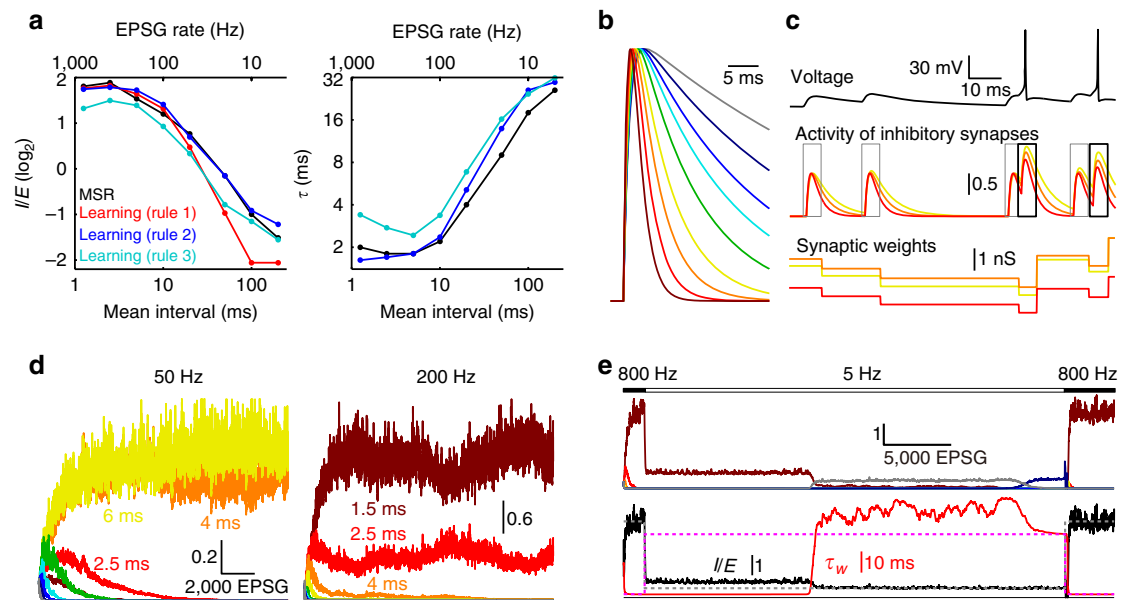 a
EPSG rate (Hz)
1,000 100 10
2
1
0
−1
−2
I/E (log2)
MSR
Learning (rule 1)
Learning (rule 2)
Learning (rule 3)
1 10 100
Mean interval (ms)
EPSG rate (Hz)
1,000 100 10
32
16
8
4
2
τ (ms)
1 10 100
Mean interval (ms)
b
5 ms
c
Voltage
30 mV
10 ms
Activity of inhibitory synapses
0.5
Synaptic weights
1 nS
d
50 Hz
6 ms
4 ms
2.5 ms
0.2
2,000 EPSG
200 Hz
1.5 ms
2.5 ms
0.6
4 ms
e
800 Hz 5 Hz 800 Hz
1
5,000 EPSG
I/E 1
τW 10 ms